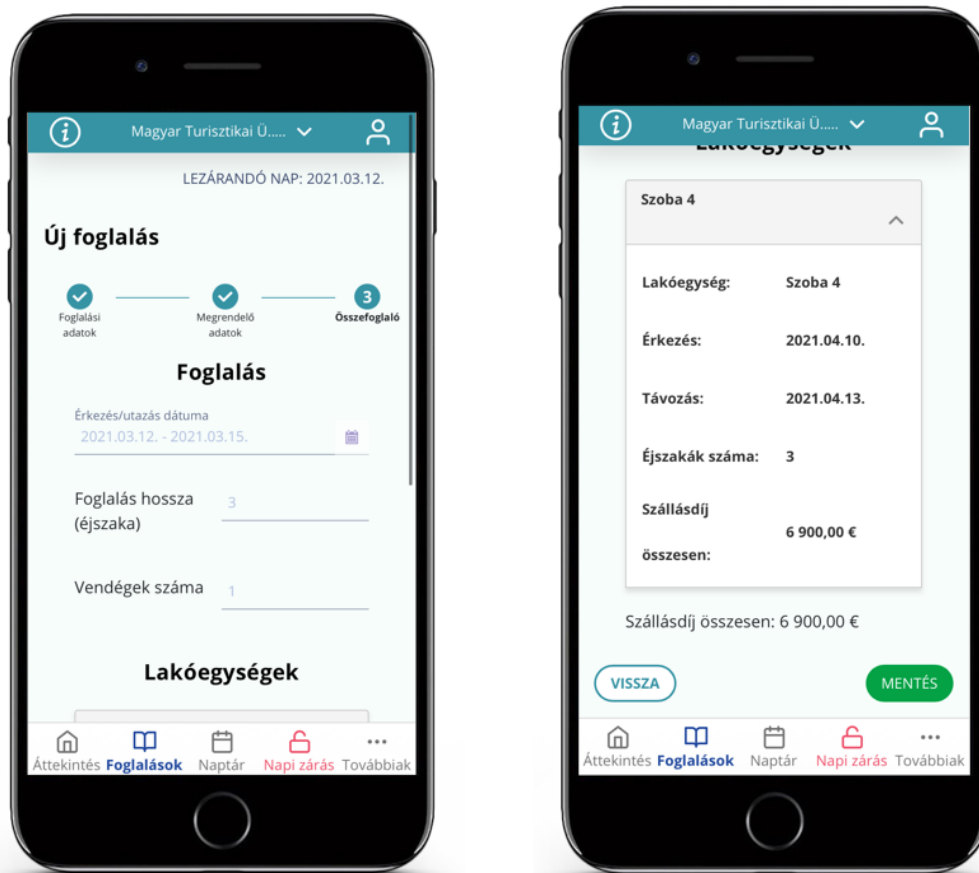 Magyar Turisztikai Ü.....
LEZÁRANDÓ NAP: 2021.03.12.
Új foglalás
3
Foglalási
adatok
Megrendelő
adatok
Összefoglaló
Foglalás
Érkezés/utazás dátuma
2021.03.12. - 2021.03.15.
Foglalás hossza
(éjszaka)
3
Vendégek száma
1
Lakóegységek
Áttekintés Foglalások Naptár Napi zárás Továbbiak
Magyar Turisztikai Ü.....
Lakóegységek
Szoba 4
Lakóegység: Szoba 4
Érkezés: 2021.04.10.
Távozás: 2021.04.13.
Éjszakák száma: 3
Szállásdíj
összesen:
6 900,00 €
Szállásdíj összesen: 6 900,00 €
VISSZA
MENTÉS
Áttekintés Foglalások Naptár Napi zárás Továbbiak